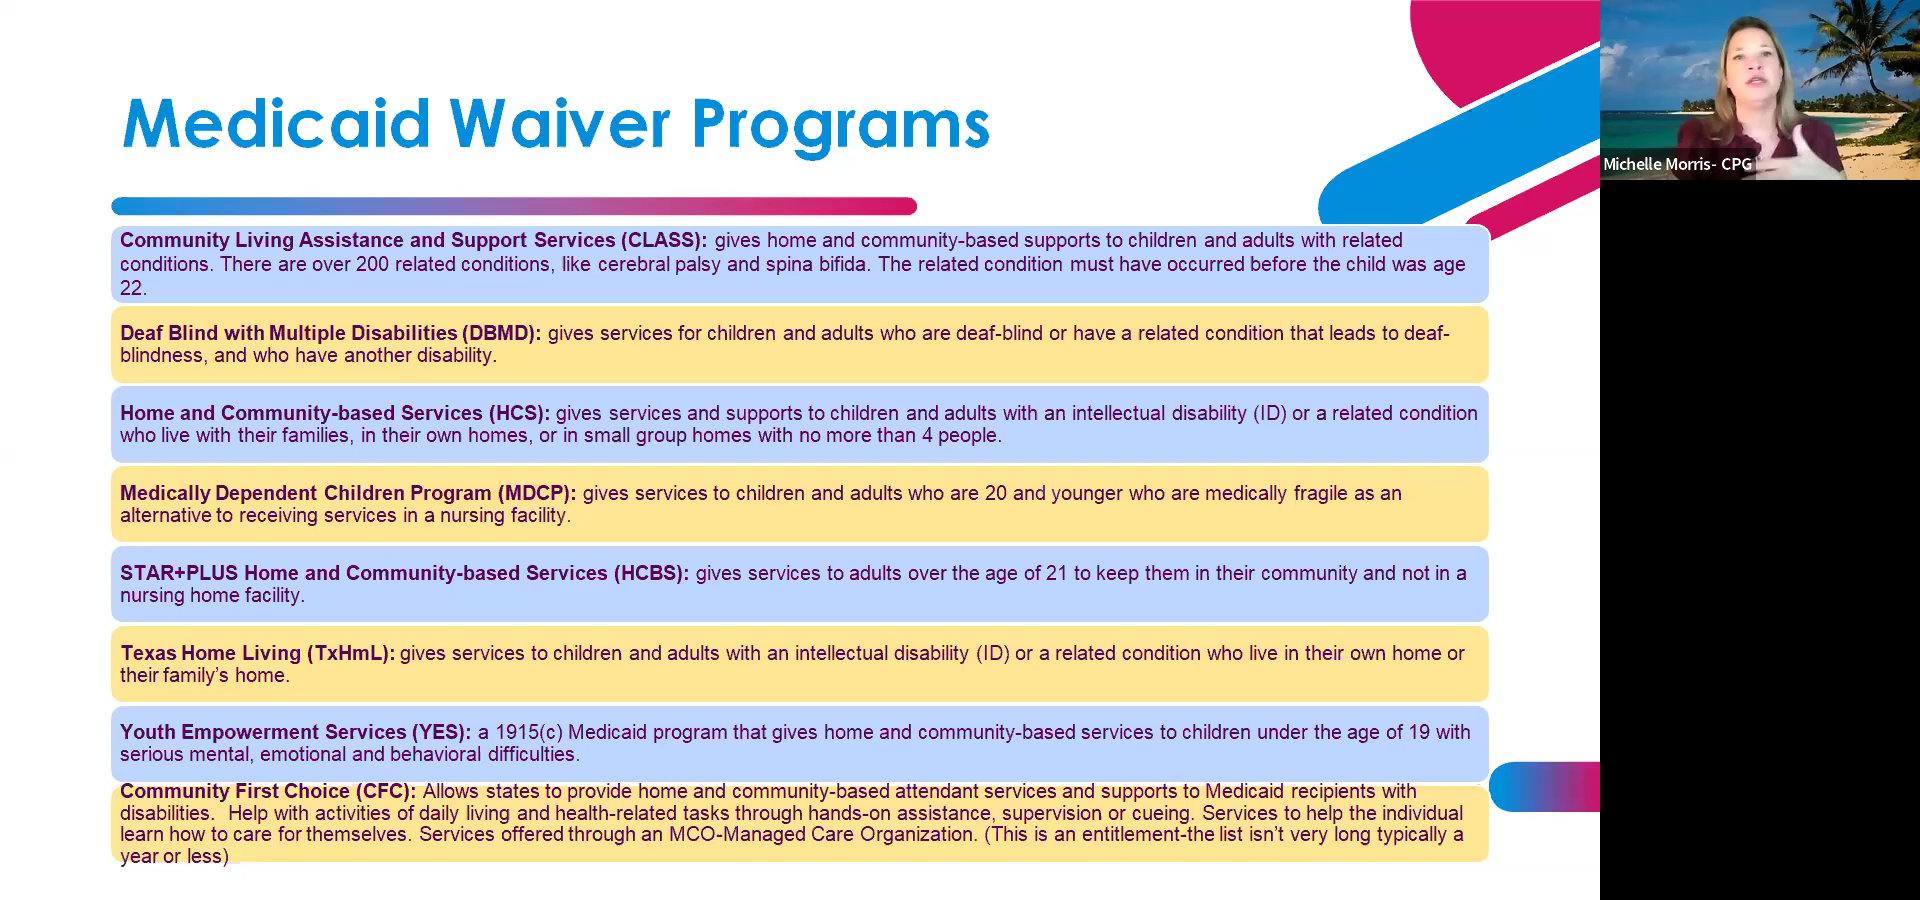 Medicaid Waiver Programs
Michelle Morris- CPG
Community Living Assistance and Support Services (CLASS): gives home and community-based supports to children and adults with related
conditions. There are over 200 related conditions, like cerebral palsy and spina bifida. The related condition must have occurred before the child was age
22.
Deaf Blind with Multiple Disabilities (DBMD): gives services for children and adults who are deaf-blind or have a related condition that leads to deaf-
blindness, and who have another disability.
Home and Community-based Services (HCS): gives services and supports to children and adults with an intellectual disability (ID) or a related condition
who live with their families, in their own homes, or in small group homes with no more than 4 people.
Medically Dependent Children Program (MDCP): gives services to children and adults who are 20 and younger who are medically fragile as an
alternative to receiving services in a nursing facility.
STAR+PLUS Home and Community-based Services (HCBS): gives services to adults over the age of 21 to keep them in their community and not in a
nursing home facility.
Texas Home Living (TxHmL): gives services to children and adults with an intellectual disability (ID) or a related condition who live in their own home or
their family’s home.
Youth Empowerment Services (YES): a 1915(c) Medicaid program that gives home and community-based services to children under the age of 19 with
serious mental, emotional and behavioral difficulties.
Community First Choice (CFC): Allows states to provide home and community-based attendant services and supports to Medicaid recipients with
disabilities.  Help with activities of daily living and health-related tasks through hands-on assistance, supervision or cueing. Services to help the individual
learn how to care for themselves. Services offered through an MCO-Managed Care Organization. (This is an entitlement-the list isn’t very long typically a
year or less)